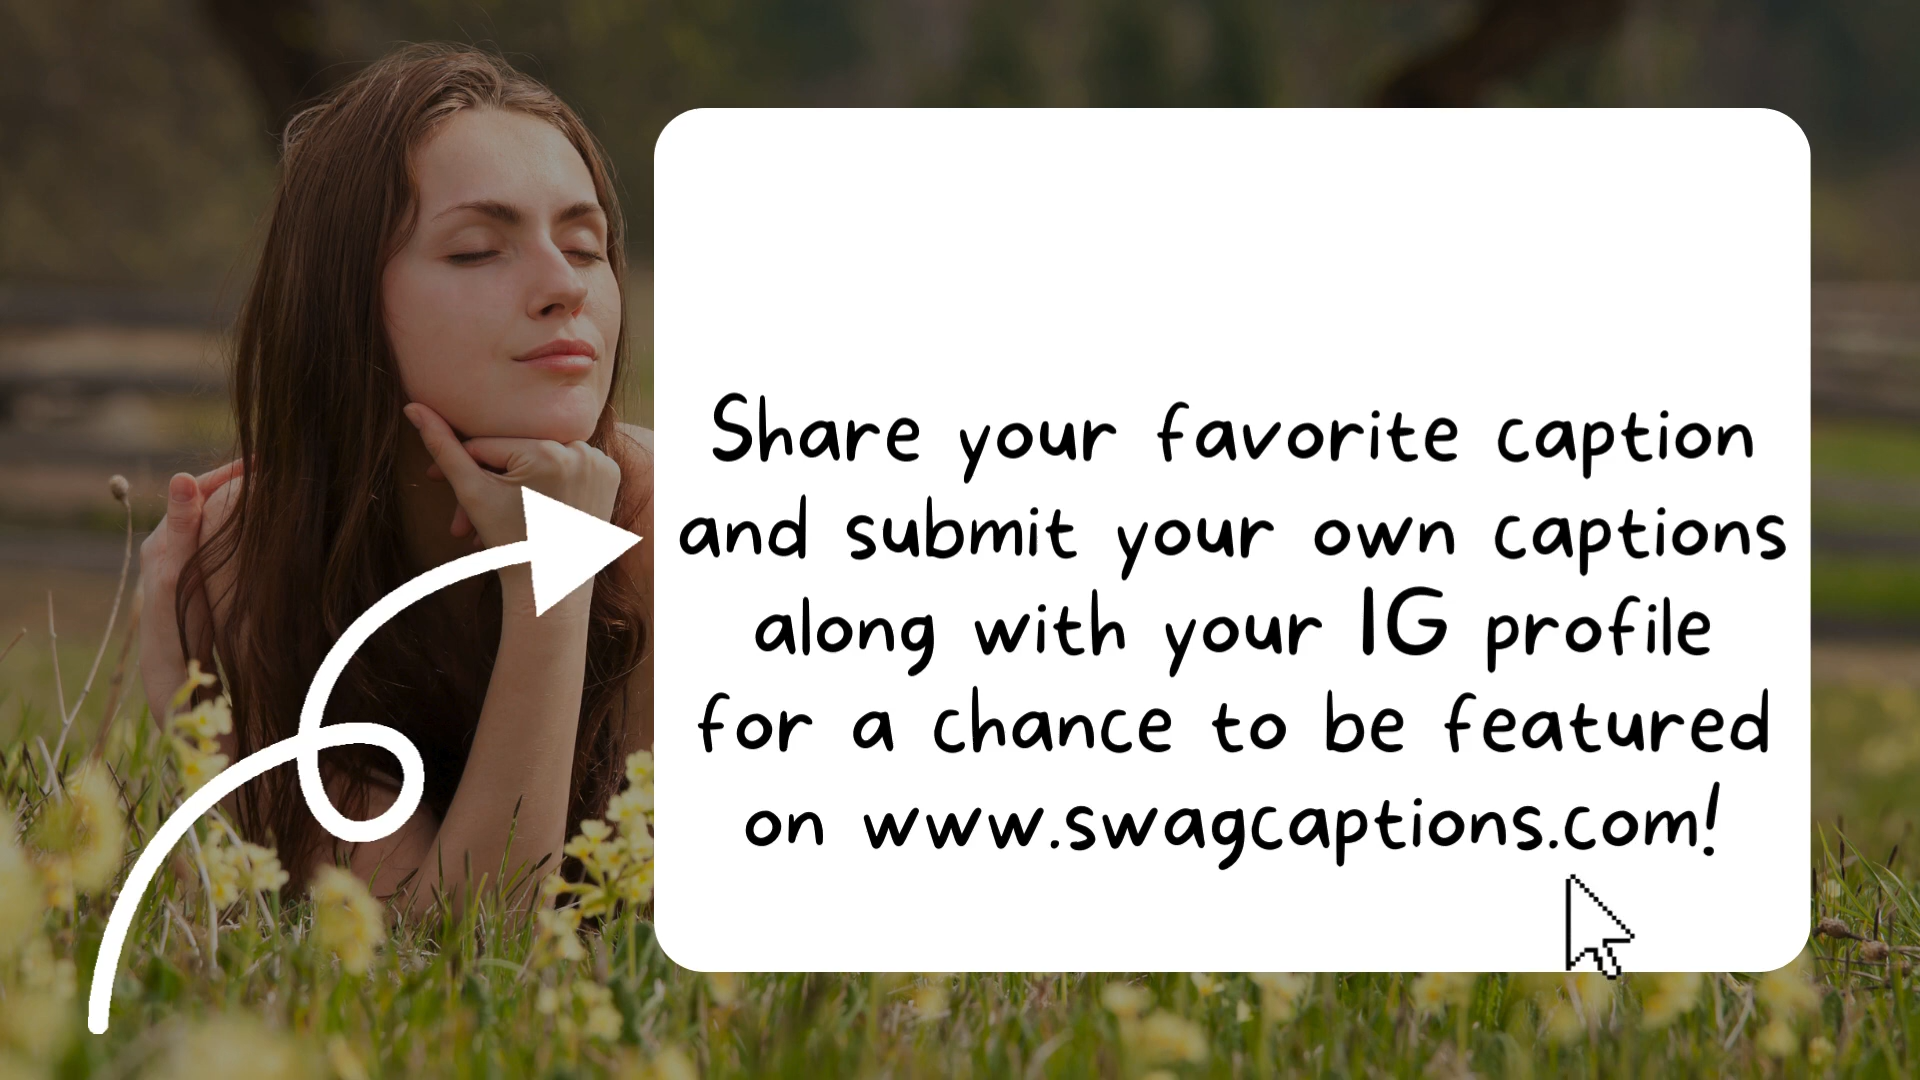 Share your favorite caption
and submit your own captions
along with your IG profile
for a chance to be featured
on www.swagcaptions.com!